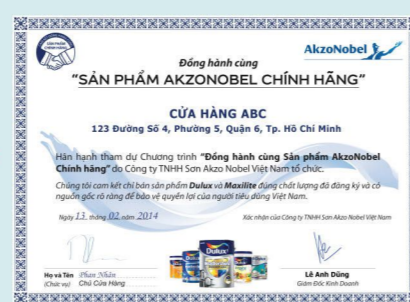 SẢN PHẨM
CHÍNH HÃNG
AkzoNobel
Đồng hành cùng
"SẢN PHẨM AKZONOBEL CHÍNH HÃNG"
CỬA HÀNG ABC
123 Đường Số 4, Phường 5, Quận 6, Tp. Hồ Chí Minh
Hân hạnh tham dự Chương trình "Đồng hành cùng Sản phẩm AkzoNobel
Chính hãng" do Công ty TNHH Sơn Akzo Nobel Việt Nam tổ chức.
Chúng tôi cam kết chỉ bán sản phẩm Dulux và Maxilite đúng chất lượng đã đăng ký và có
nguồn gốc rõ ràng để bảo vệ quyền lợi của người tiêu dùng Việt Nam.
Ngày 13, tháng 02 năm 2014
Xác nhận của Công ty TNHH Sơn Akzo Nobel Việt Nam
Dulux
Họ và Tên Phan Nhân
(Chức vụ) Chủ Cửa Hàng
Lê Anh Dũng
Giám Đốc Kinh Doanh